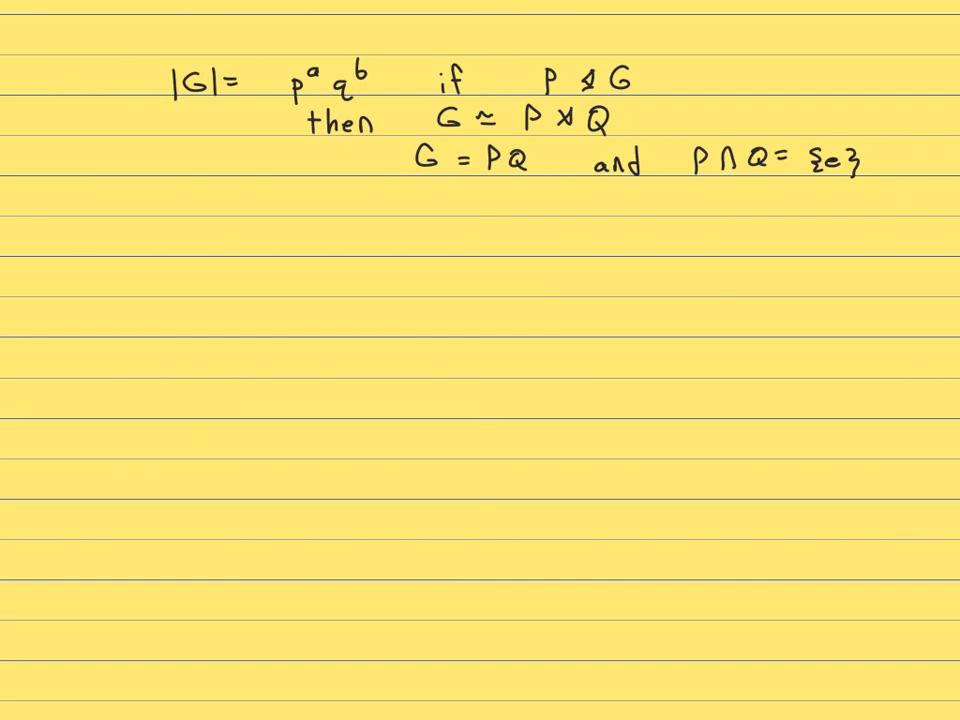 |G| = p^a q^b if P ⊴ G
then G ≃ P ⋊ Q
G = PQ and P ∩ Q = {e}